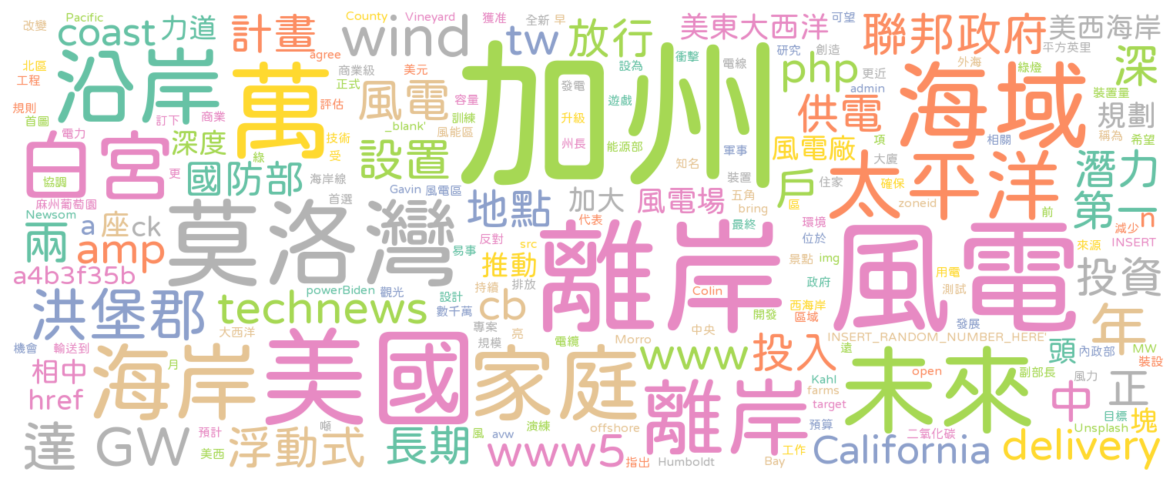 改變 Pacific County Vineyard 獲准 全新 早 可望
coast 力道 計畫 wind tw 放行 美東大西洋 聯邦政府 美西海岸
agree 衝擊 研究 創造 平方英里
沿岸 萬 加州 設為 電線 更近 外海 綠燈 深
北區 商業級 美元 php 海域
工程 正式 風電 容量 發電 遊戲 admin 裝置量
規則 評估 訓練 升級 供電 規劃
首圖 訂下 商業 技術 _blank' 州長 能源部 項 相關 稱為 希望
電力 深度 綠 受 風能區 軍事 風電廠
白宮 設置 知名 大廈 太平洋 潛力
協調 更 國防部 海岸線 裝置 戶 住家 確保
麻州葡萄園 Gavin 風電區 首選 加大 風電場 五角 bring 區 zoneid 第一
Newsom a 座 ck 莫洛灣 地點 代表 最終 環境 前 減少 n
兩 amp 易事 反對 離岸 位於 風電 來源 INSERT
a4b3f35b 推動 src 景點 img 用電 投資
powerBiden 觀光 持續 排放 政府 測試
洪堡郡 technews 設計 cb Colin 西海岸 年
數千萬 開發 區域 發展
大西洋 專案 亮 中央 INSERT_RANDOM_NUMBER_HERE'
機會 輸送到 規模 電纜 Morro www 投入 遠 頭 內政部 MW
相中 海岸 美國 家庭 離岸 Kahl 未來 open 副部長 風力 裝設
href 月 farms 中 正
target 目標
達 GW 預計 浮動式 長期 風 avw 演練 offshore 預算 二氧化碳 Unsplash 塊
美西 噸 www5 指出 Humboldt Bay 工作 California delivery